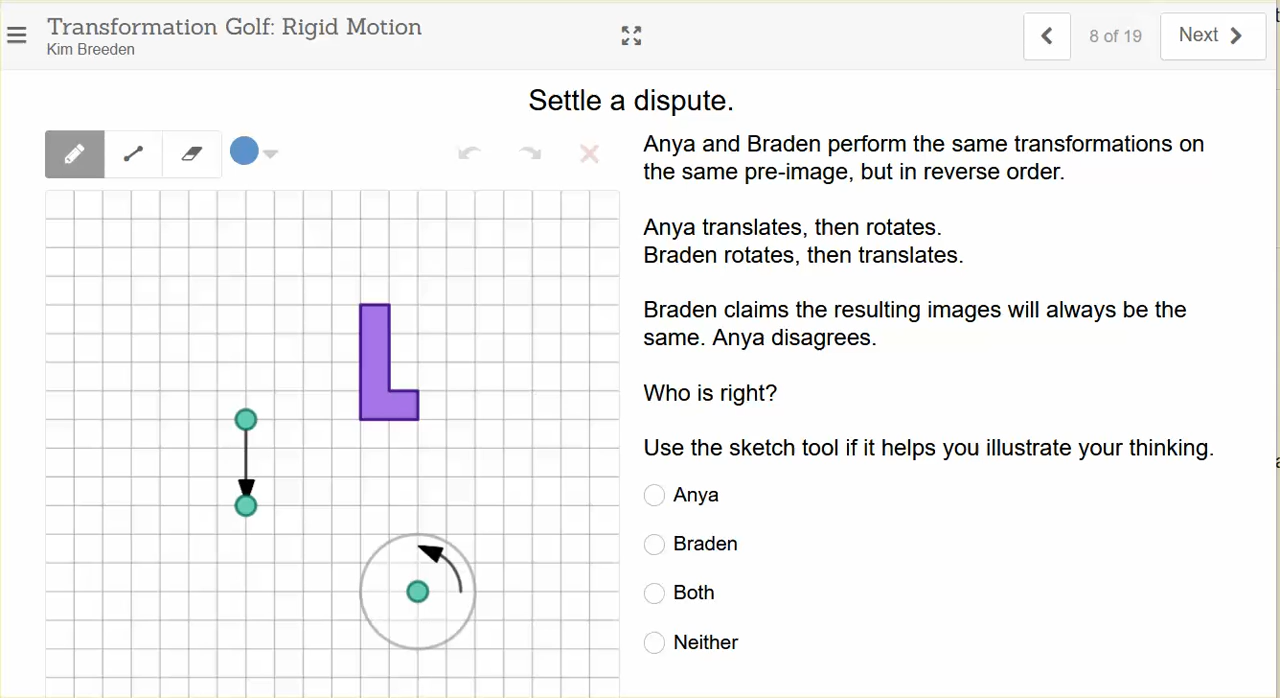 Transformation Golf: Rigid Motion
Kim Breeden
8 of 19
Next
Settle a dispute.
Anya and Braden perform the same transformations on
the same pre-image, but in reverse order.
Anya translates, then rotates.
Braden rotates, then translates.
Braden claims the resulting images will always be the
same. Anya disagrees.
Who is right?
Use the sketch tool if it helps you illustrate your thinking.
Anya
Braden
Both
Neither